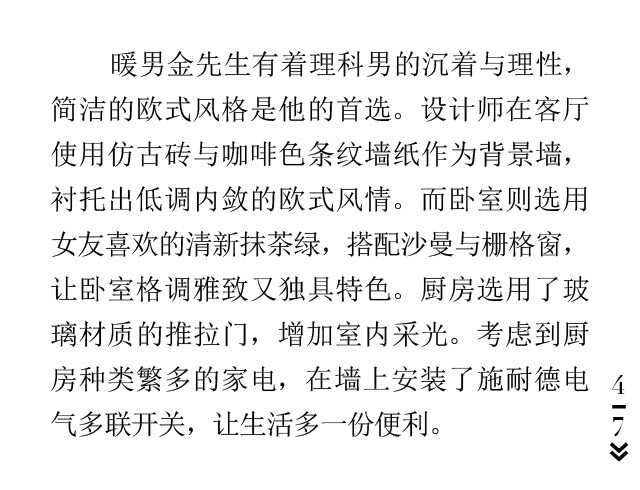 暖男金先生有着理科男的沉着与理性，
简洁的欧式风格是他的首选。设计师在客厅
使用仿古砖与咖啡色条纹墙纸作为背景墙，
衬托出低调内敛的欧式风情。而卧室则选用
女友喜欢的清新抹茶绿，搭配沙曼与栅格窗，
让卧室格调雅致又独具特色。厨房选用了玻
璃材质的推拉门，增加室内采光。考虑到厨
房种类繁多的家电，在墙上安装了施耐德电
气多联开关，让生活多一份便利。
4
7